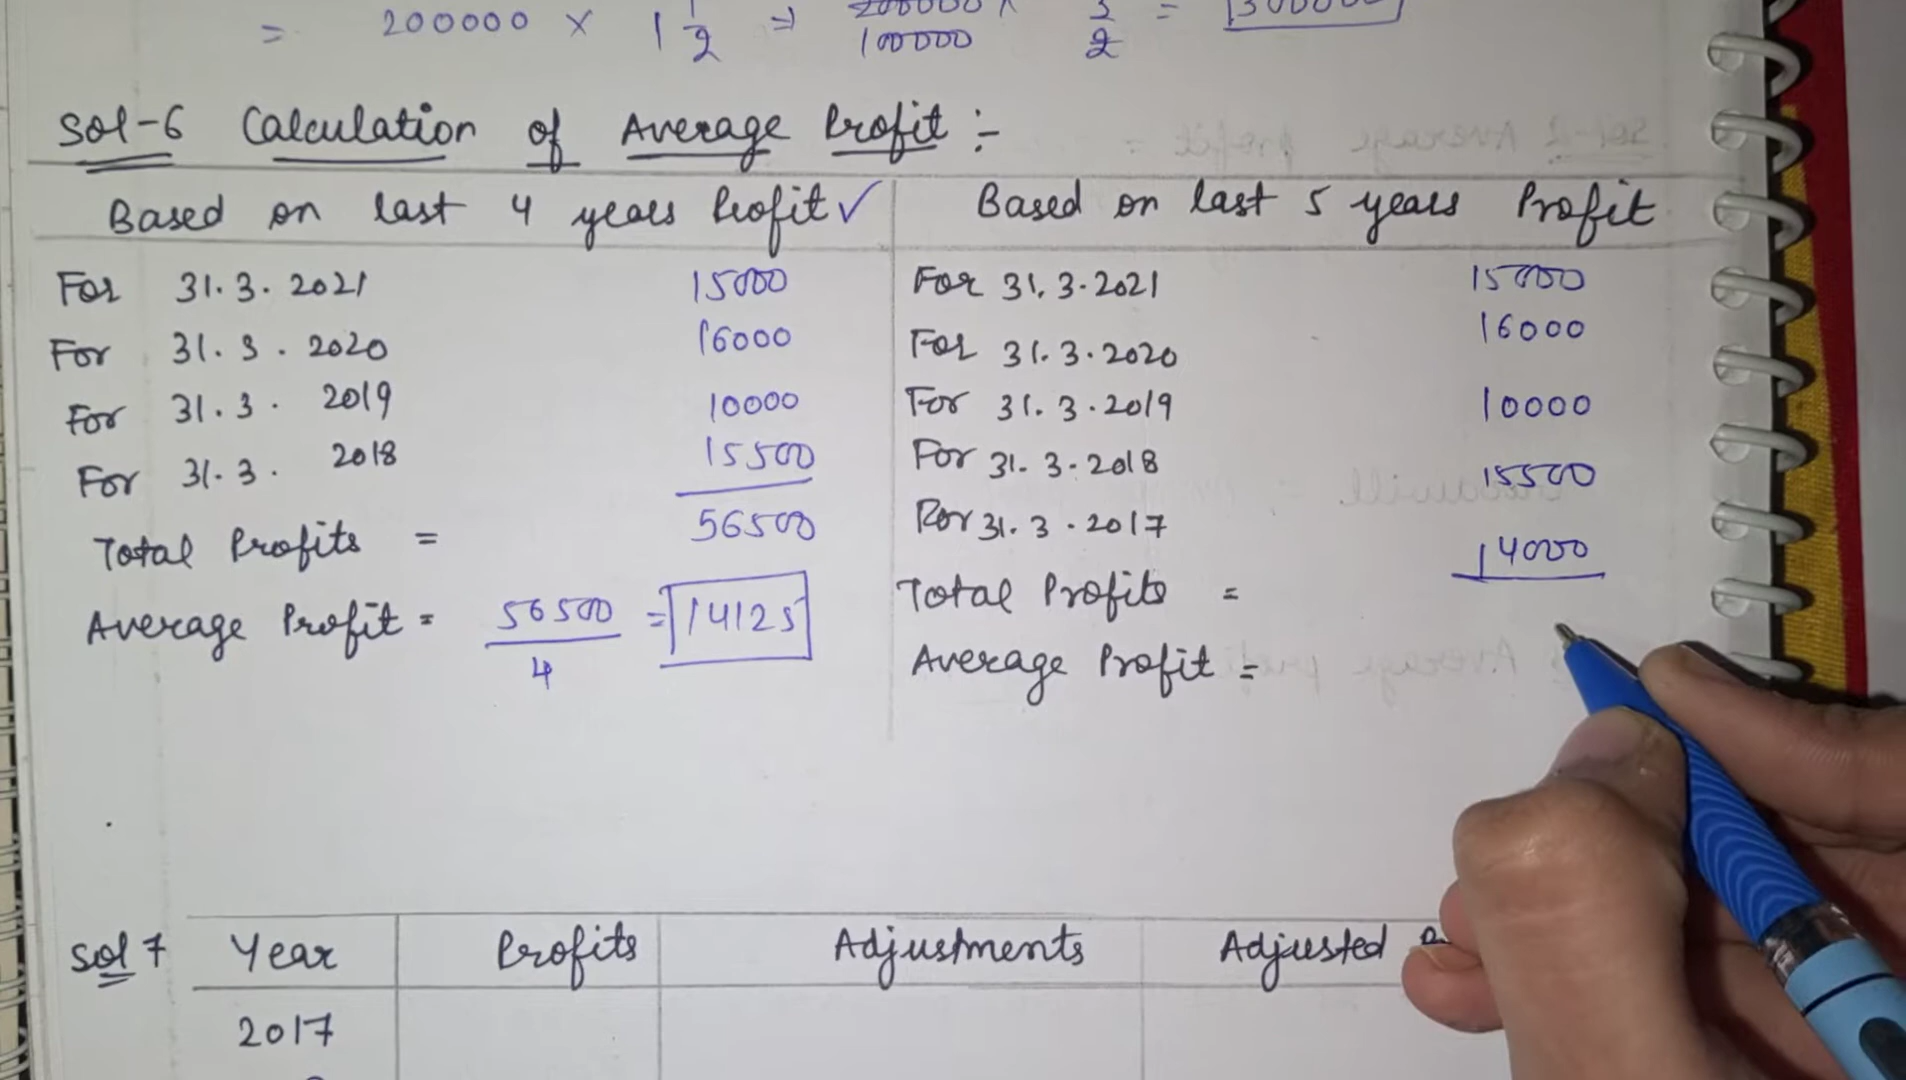 = 200000 × 1 1/2 ⇒ 200000 × 3 / 100000 2 = 300000
Sol-6 Calculation of Average Profit :-
Based on last 4 years Profit ✓
For 31.3.2021 15000
For 31.3.2020 16000
For 31.3.2019 10000
For 31.3.2018 15500
Total Profits = 56500
Average Profit = 56500/4 = 14125
Based on last 5 years Profit
For 31.3.2021 15000
For 31.3.2020 16000
For 31.3.2019 10000
For 31.3.2018 15500
For 31.3.2017 14000
Total Profits =
Average Profit =
Sol 7 Year Profits Adjustments Adjusted
2017